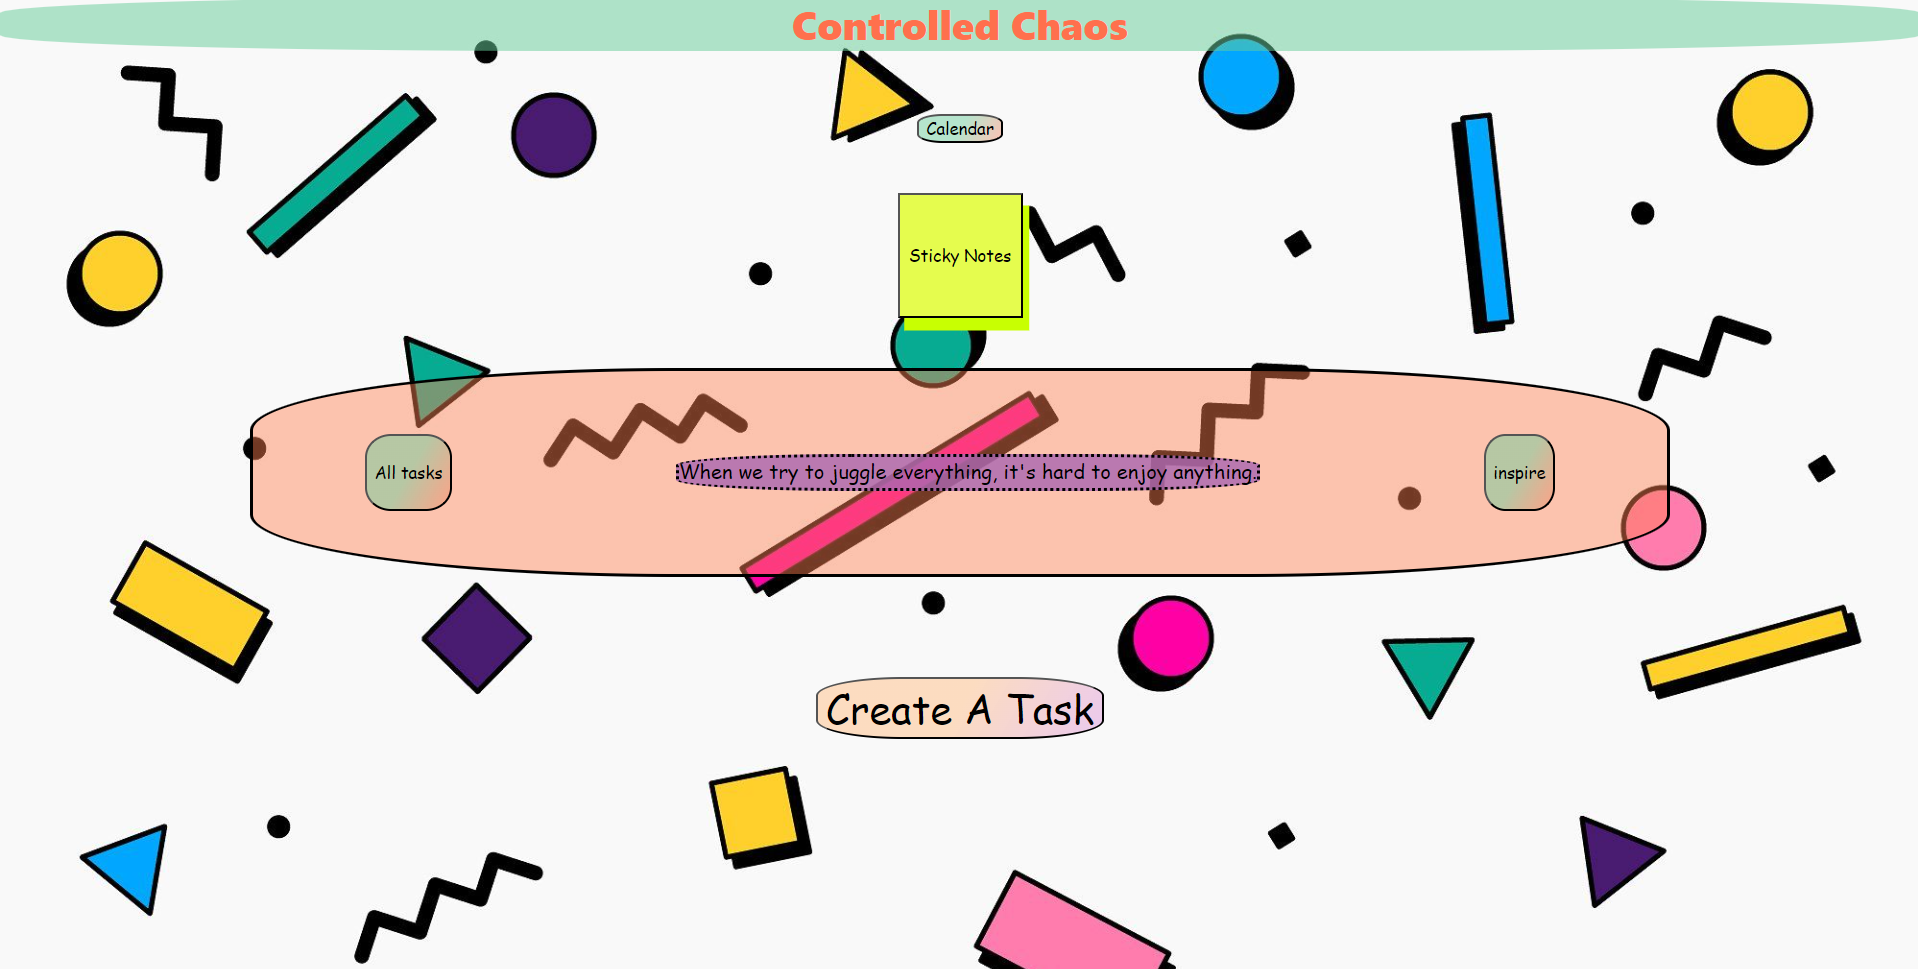 Controlled Chaos
Calendar
Sticky Notes
All tasks
When we try to juggle everything, it's hard to enjoy anything.
inspire
Create A Task